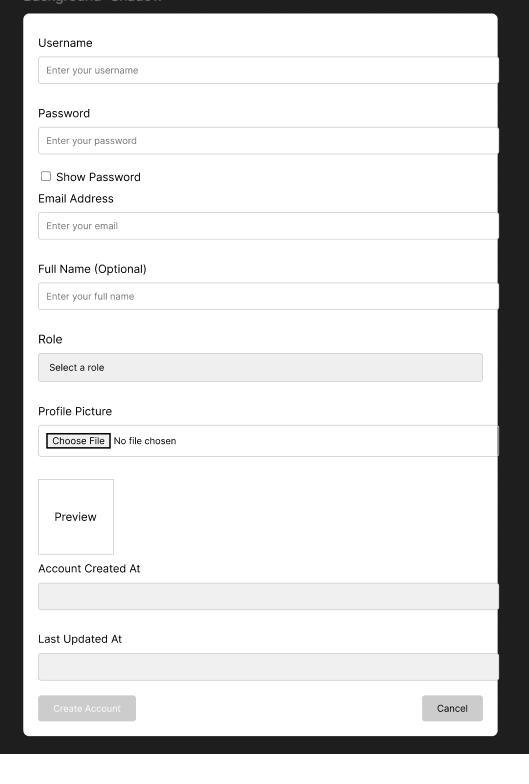 Username
Enter your username
Password
Enter your password
Show Password
Email Address
Enter your email
Full Name (Optional)
Enter your full name
Role
Select a role
Profile Picture
Choose File No file chosen
Preview
Account Created At
Last Updated At
Create Account Cancel